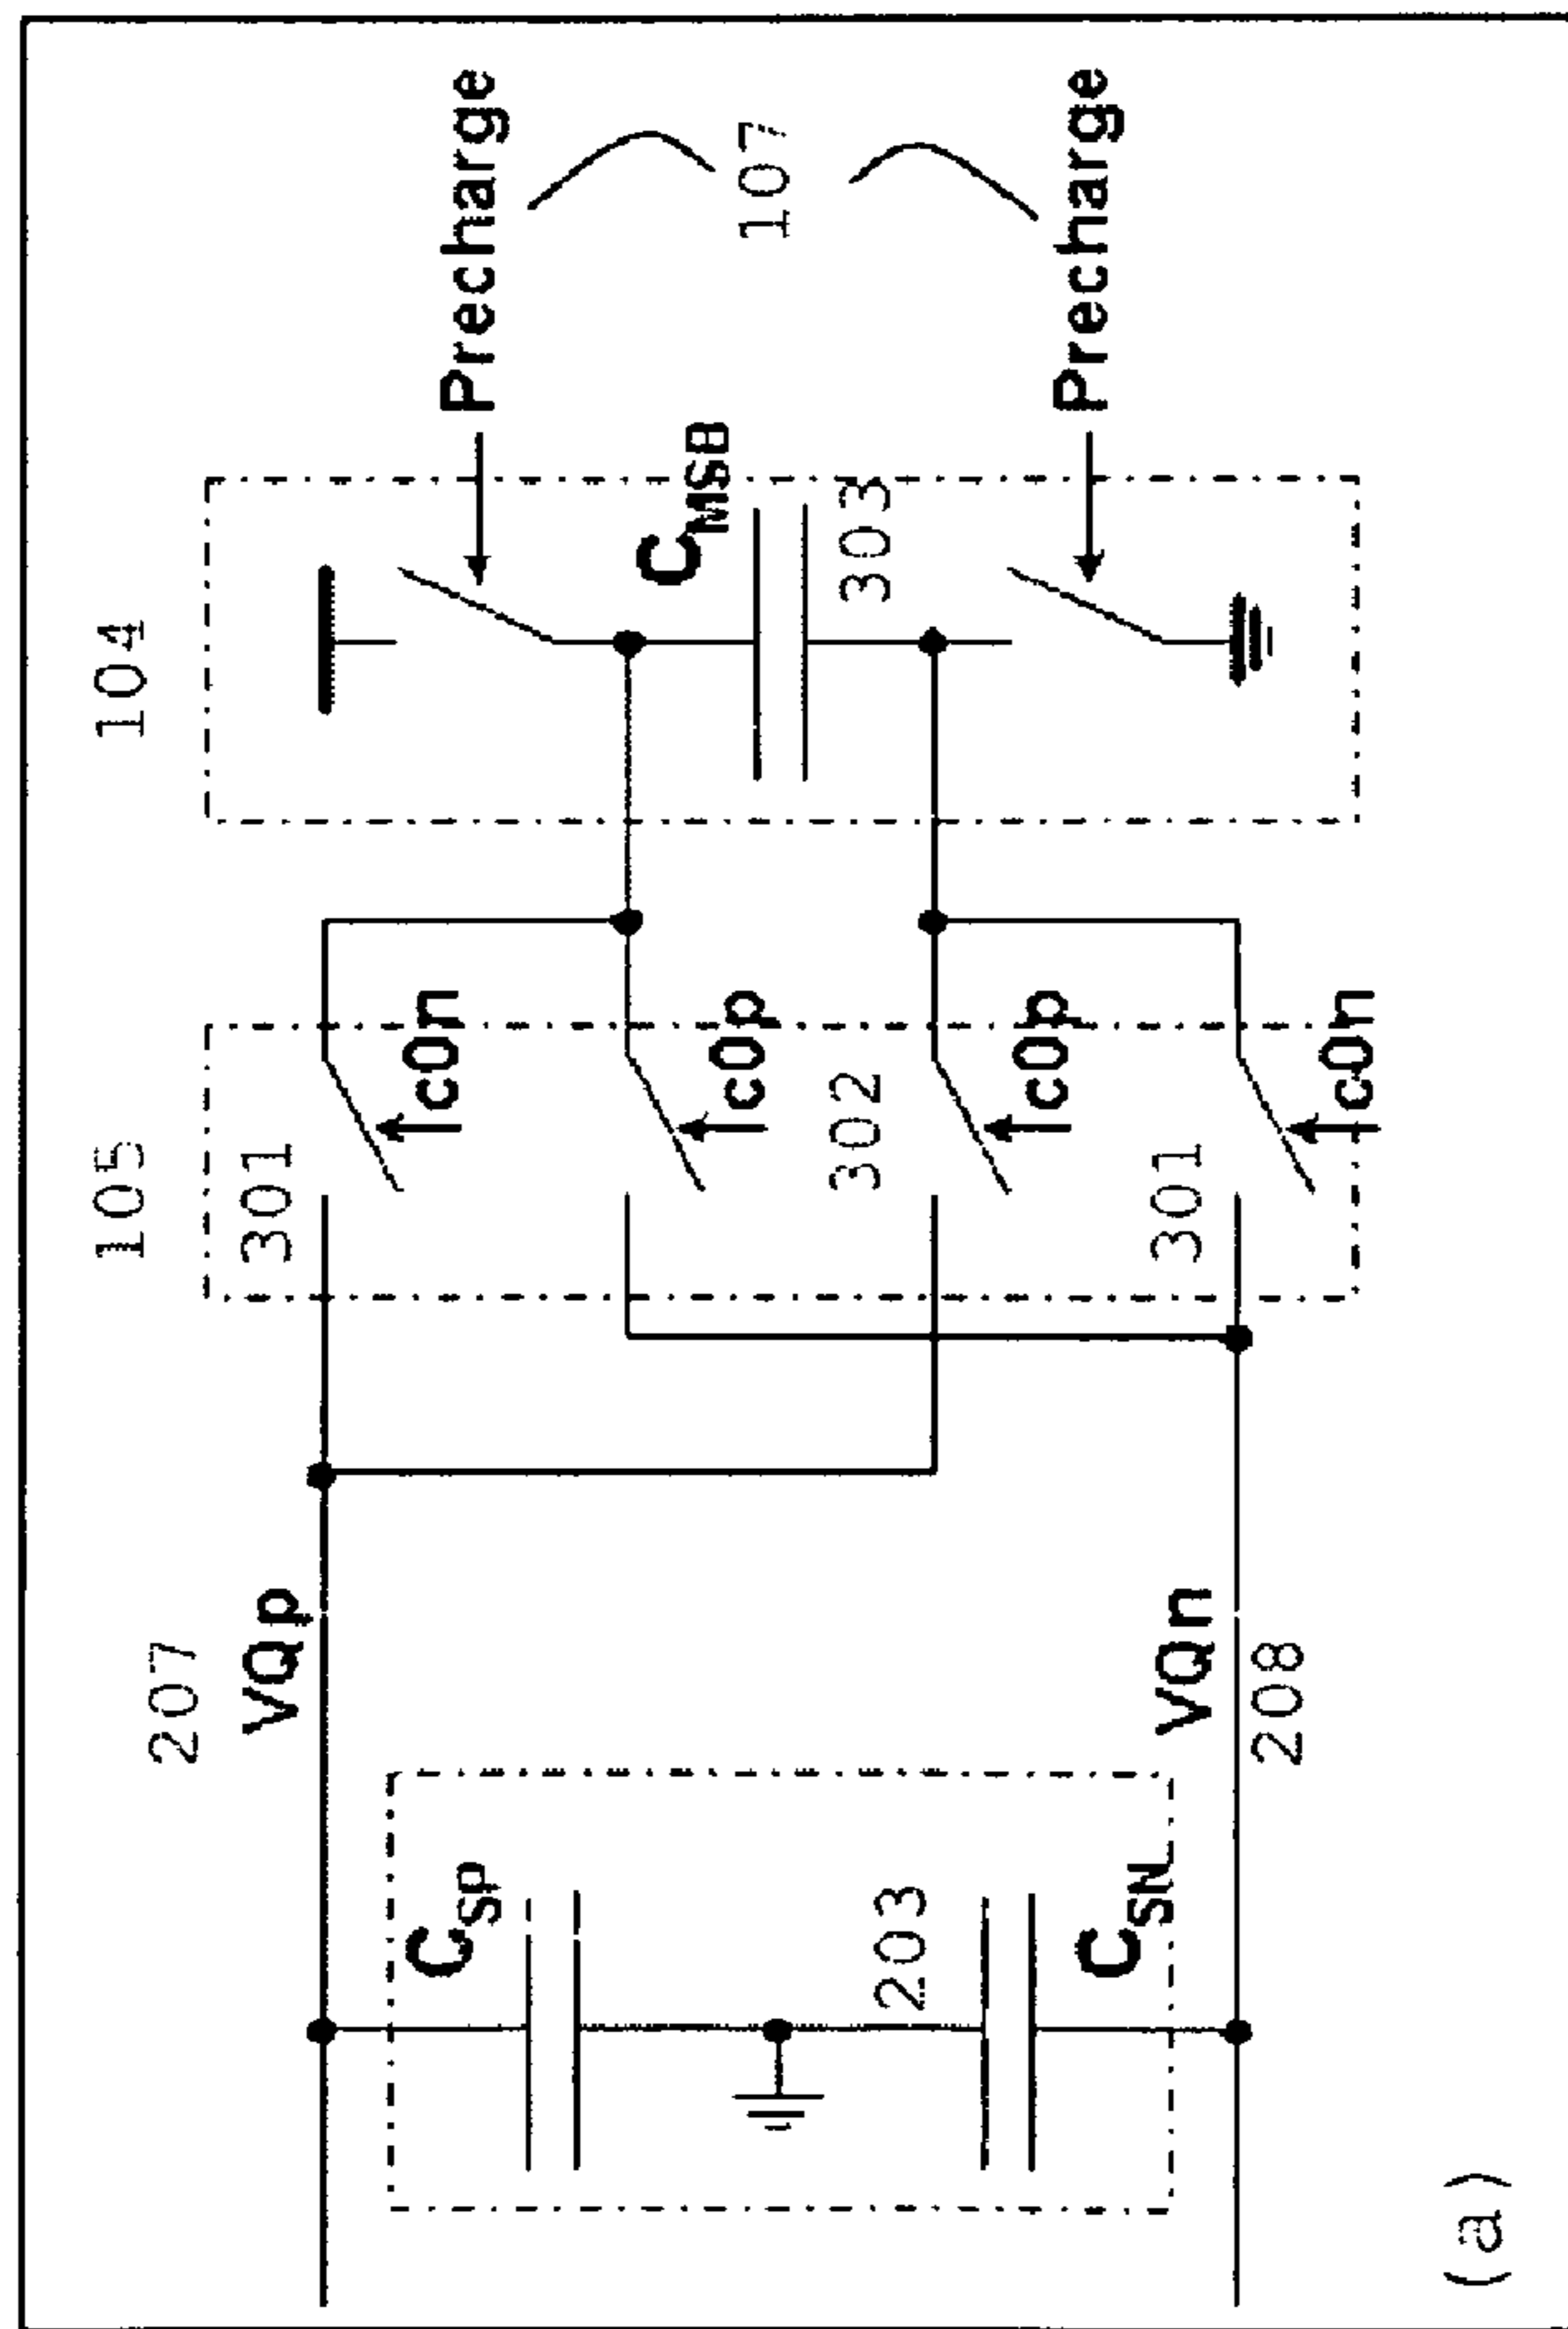 104
Precharge
C_MSB
303
Precharge
107
105
301
c0n
c0p
302
c0p
301
c0n
207
VQp
VQn
208
C_SP
203
C_SN
(a)